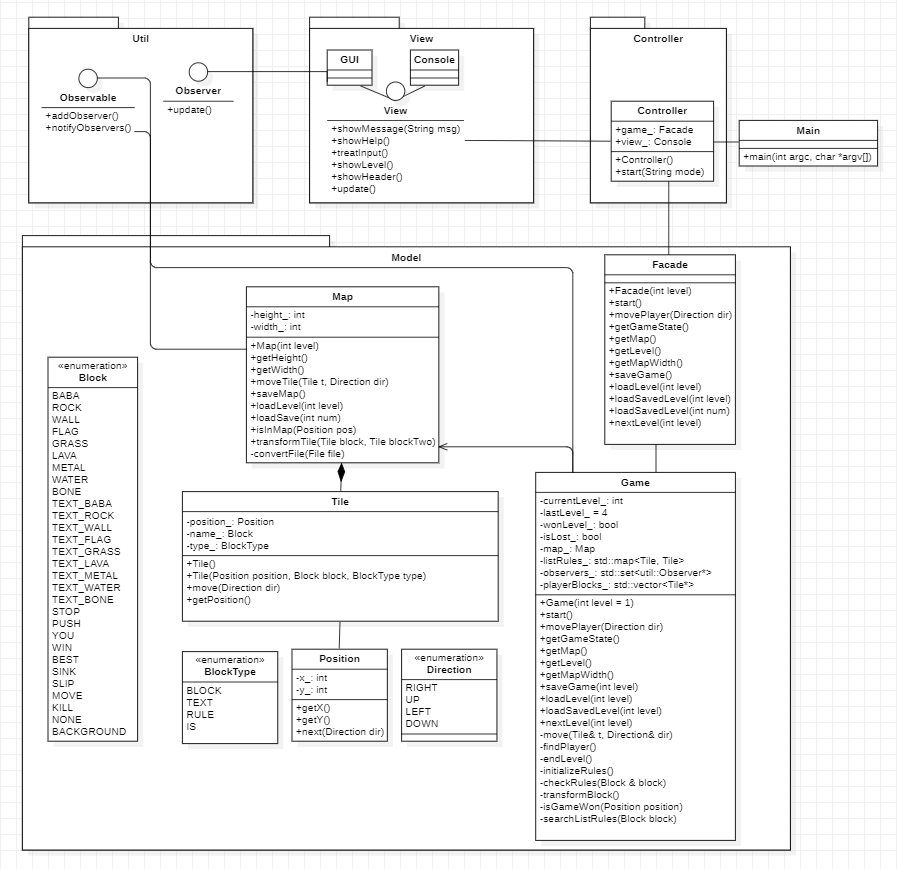 Util
Observable
+addObserver()
+notifyObservers()
Observer
+update()
View
GUI
Console
View
+showMessage(String msg)
+showHelp()
+treatInput()
+showLevel()
+showHeader()
+update()
Controller
Controller
+game_: Facade
+view_: Console
+Controller()
+start(String mode)
Main
+main(int argc, char *argv[])
Model
Map
-height_: int
-width_: int
+Map(int level)
+getHeight()
+getWidth()
+moveTile(Tile t, Direction dir)
+saveMap()
+loadLevel(int level)
+loadSave(int num)
+isInMap(Position pos)
+transformTile(Tile block, Tile blockTwo)
-convertFile(File file)
Facade
+Facade(int level)
+start()
+movePlayer(Direction dir)
+getGameState()
+getMap()
+getLevel()
+getMapWidth()
+saveGame()
+loadLevel(int level)
+loadSavedLevel(int level)
+loadSavedLevel(int num)
+nextLevel(int level)
«enumeration»
Block
BABA
ROCK
WALL
FLAG
GRASS
LAVA
METAL
WATER
BONE
TEXT_BABA
TEXT_ROCK
TEXT_WALL
TEXT_FLAG
TEXT_GRASS
TEXT_LAVA
TEXT_METAL
TEXT_WATER
TEXT_BONE
STOP
PUSH
YOU
WIN
BEST
SINK
SLIP
MOVE
KILL
NONE
BACKGROUND
Tile
-position_: Position
-name_: Block
-type_: BlockType
+Tile()
+Tile(Position position, Block block, BlockType type)
+move(Direction dir)
+getPosition()
«enumeration»
BlockType
BLOCK
TEXT
RULE
IS
Position
-x_: int
-y_: int
+getX()
+getY()
+next(Direction dir)
«enumeration»
Direction
RIGHT
UP
LEFT
DOWN
Game
-currentLevel_: int
-lastLevel_ = 4
-wonLevel_: bool
-isLost_: bool
-map_: Map
-listRules_: std::map<Tile, Tile>
-observers_: std::set<util::Observer*>
-playerBlocks_: std::vector<Tile*>
+Game(int level = 1)
+start()
+movePlayer(Direction dir)
+getGameState()
+getMap()
+getLevel()
+getMapWidth()
+saveGame(int level)
+loadLevel(int level)
+loadSavedLevel(int level)
+nextLevel(int level)
-move(Tile& t, Direction& dir)
-findPlayer()
-endLevel()
-initializeRules()
-checkRules(Block & block)
-transformBlock()
-isGameWon(Position position)
-searchListRules(Block block)